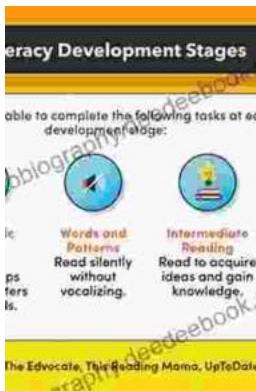 eracy Development Stages
able to complete the following tasks at ea
development stage:
ic
ps
ters
ls.
Words and
Patterns
Read silently
without
vocalizing.
Intermediate
Reading
Read to acquire
ideas and gain
knowledge.
The Edvocate, This Reading Mama, UpToDate